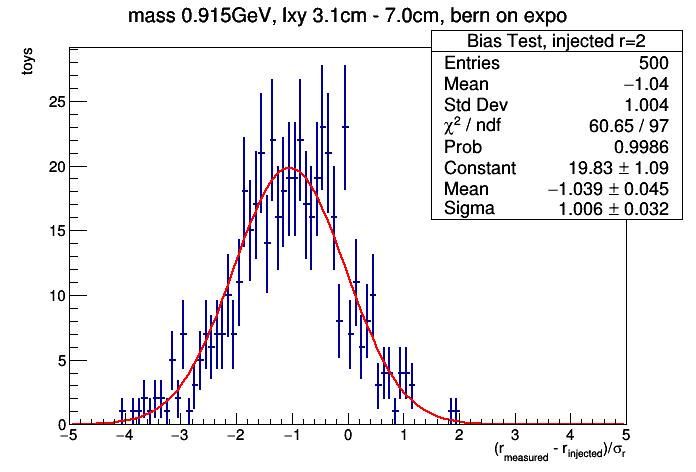 mass 0.915GeV, lxy 3.1cm - 7.0cm, bern on expo
Bias Test, injected r=2
Entries 500
Mean −1.04
Std Dev 1.004
χ² / ndf 60.65 / 97
Prob 0.9986
Constant 19.83 ± 1.09
Mean −1.039 ± 0.045
Sigma 1.006 ± 0.032
toys
25
20
15
10
5
0
−5 −4 −3 −2 −1 0 1 2 3 4 5
(r_measured - r_injected)/σ_r